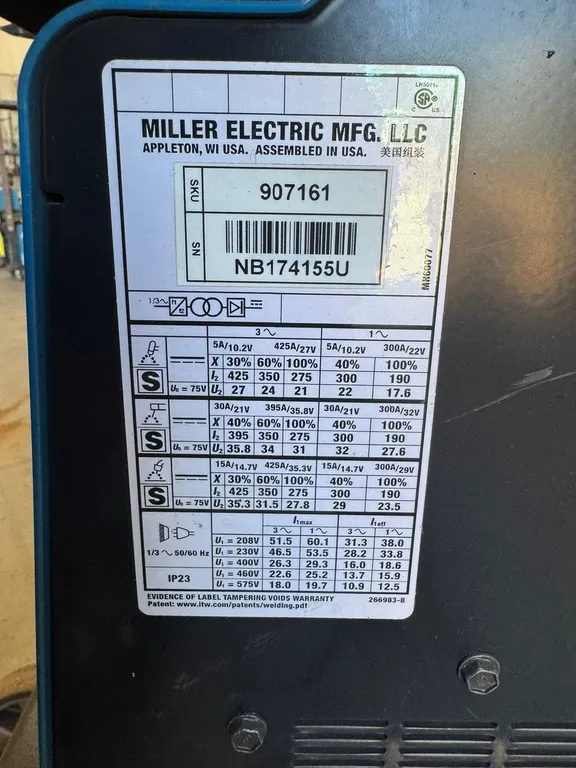 LR6071
SA ®
C US
MILLER ELECTRIC MFG. LLC
APPLETON, WI USA. ASSEMBLED IN USA. 美国组装
SKU 907161
SN NB174155U
1/3 f1 f2
3 1
5A/10.2V 425A/27V 5A/10.2V 300A/22V
X 30% 60% 100% 40% 100%
I2 425 350 275 300 190
S U0 = 75V U2 27 24 21 22 17.6
30A/21V 395A/35.8V 30A/21V 300A/32V
X 40% 60% 100% 40% 100%
I2 395 350 275 300 190
S U0 = 75V U2 35.8 34 31 32 27.6
15A/14.7V 425A/35.3V 15A/14.7V 300A/29V
X 30% 60% 100% 40% 100%
I2 425 350 275 300 190
S U0 = 75V U2 35.3 31.5 27.8 29 23.5
I1max I1eff
3 1 3 1
1/3 50/60 Hz
U1 = 208V 51.5 60.1 31.3 38.0
U1 = 230V 46.5 53.5 28.2 33.8
U1 = 400V 26.3 29.3 16.0 18.6
IP23 U1 = 460V 22.6 25.2 13.7 15.9
U1 = 575V 18.0 19.7 10.9 12.5
EVIDENCE OF LABEL TAMPERING VOIDS WARRANTY 266983-B
Patent: www.itw.com/patents/welding.pdf